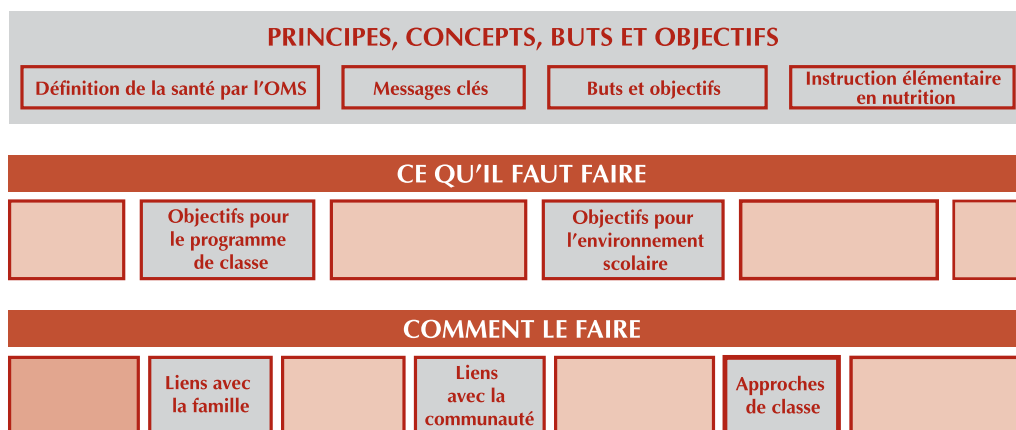 PRINCIPES, CONCEPTS, BUTS ET OBJECTIFS
Définition de la santé par l’OMS
Messages clés
Buts et objectifs
Instruction élémentaire
en nutrition
CE QU’IL FAUT FAIRE
Objectifs pour
le programme
de classe
Objectifs pour
l’environnement
scolaire
COMMENT LE FAIRE
Liens avec
la famille
Liens
avec la
communauté
Approches
de classe